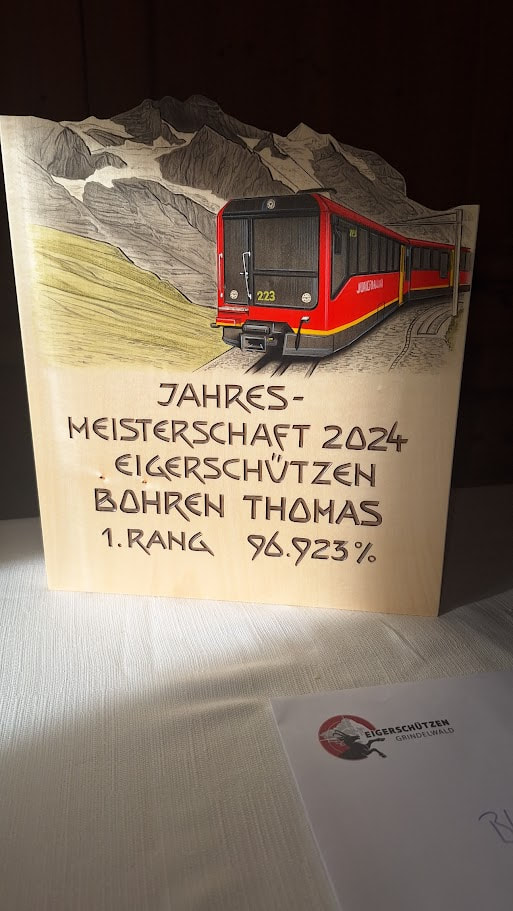 223
JUNGFRAUBAHN
JAHRES-
MEISTERSCHAFT 2024
EIGERSCHÜTZEN
BOHREN THOMAS
1. RANG 96.923%
EIGERSCHÜTZEN
GRINDELWALD